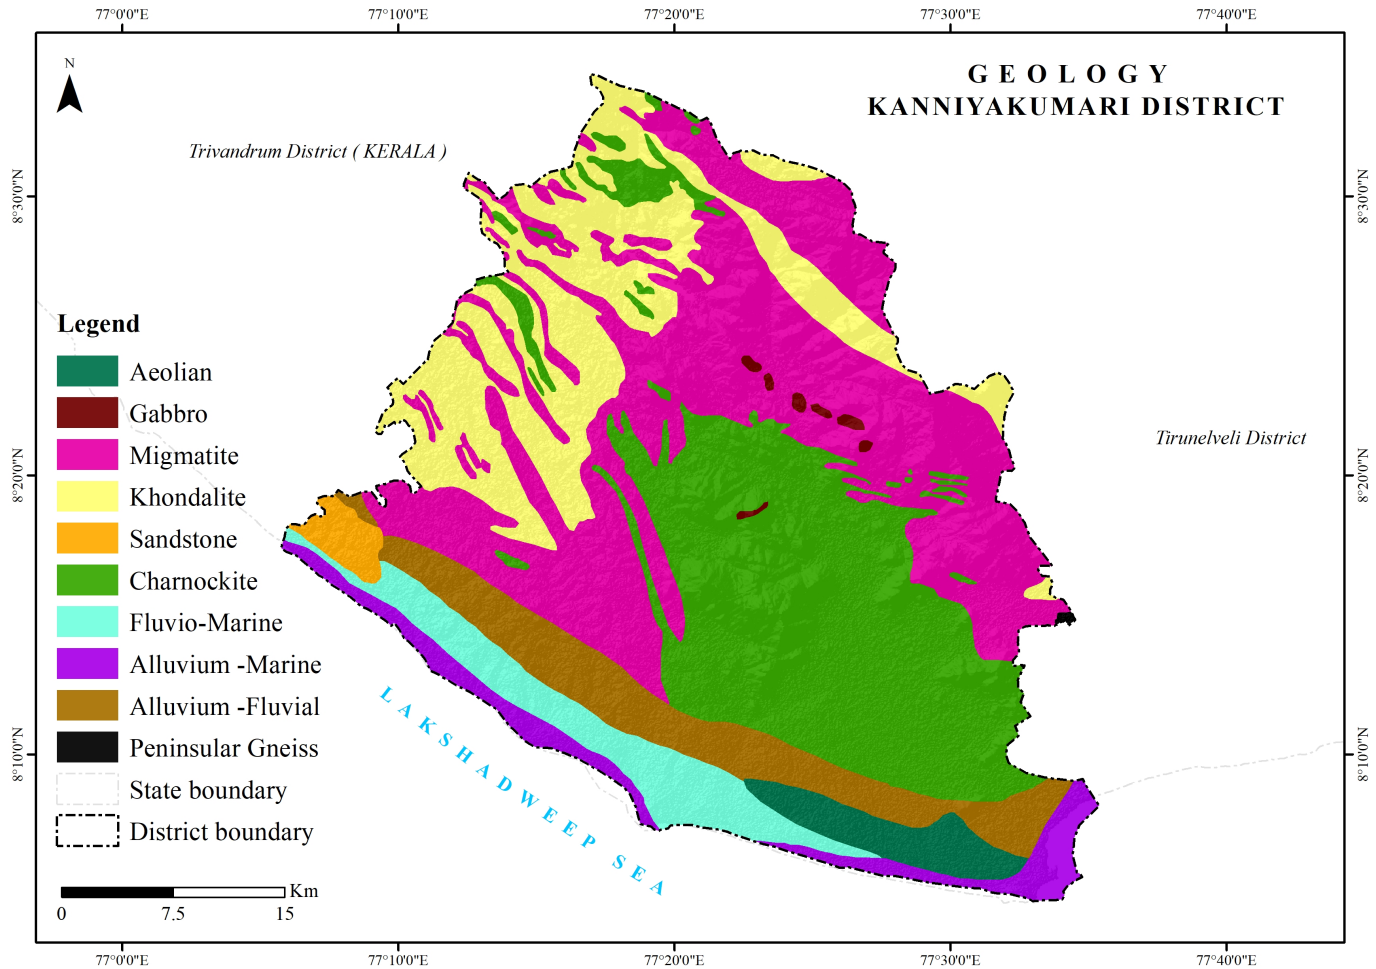 77°0'0"E 77°10'0"E 77°20'0"E 77°30'0"E 77°40'0"E
N
GEOLOGY
KANNIYAKUMARI DISTRICT
Trivandrum District ( KERALA )
8°30'0"N 8°30'0"N
Legend
Aeolian
Gabbro
Migmatite
Tirunelveli District
8°20'0"N 8°20'0"N
Khondalite
Sandstone
Charnockite
Fluvio-Marine
Alluvium -Marine
Alluvium -Fluvial
LAKSHADWEEP SEA
8°10'0"N 8°10'0"N
Peninsular Gneiss
State boundary
District boundary
Km
0 7.5 15
77°0'0"E 77°10'0"E 77°20'0"E 77°30'0"E 77°40'0"E